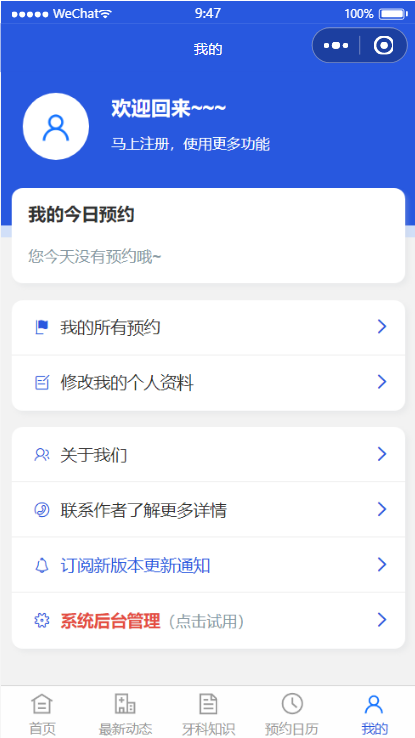 WeChat 9:47 100%
我的
欢迎回来~~~
马上注册，使用更多功能
我的今日预约
您今天没有预约哦~
我的所有预约
修改我的个人资料
关于我们
联系作者了解更多详情
订阅新版本更新通知
系统后台管理（点击试用）
首页 最新动态 牙科知识 预约日历 我的